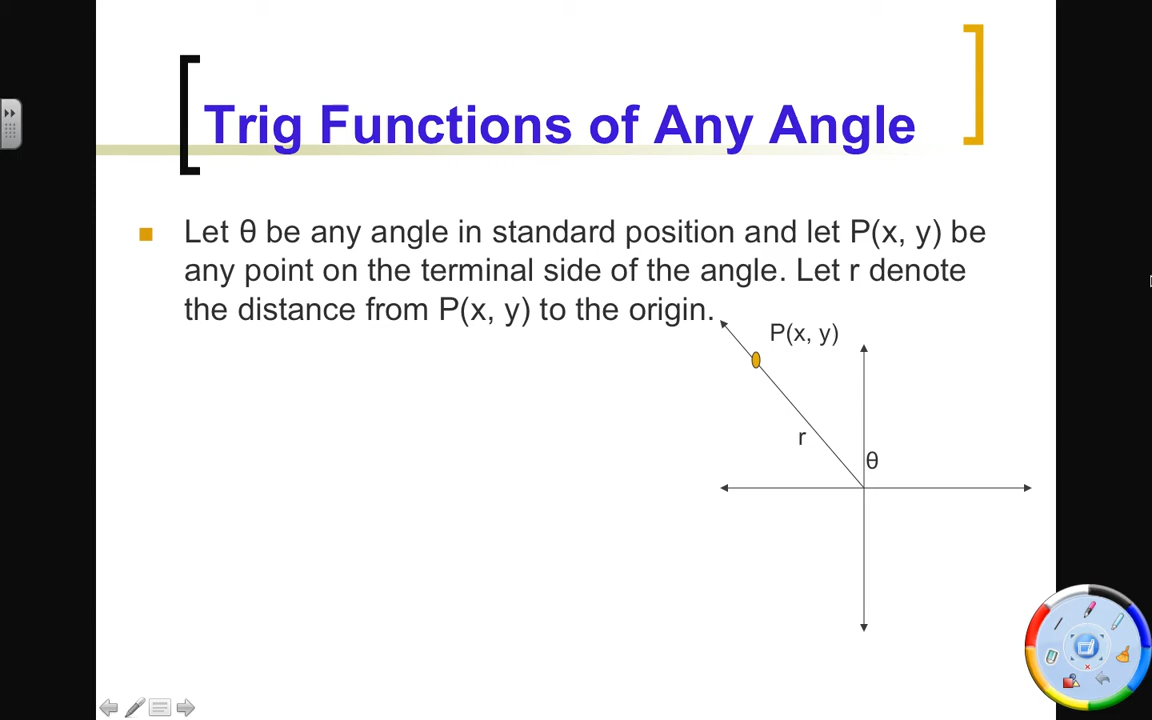 Trig Functions of Any Angle
Let θ be any angle in standard position and let P(x, y) be
any point on the terminal side of the angle. Let r denote
the distance from P(x, y) to the origin.
P(x, y)
r
θ